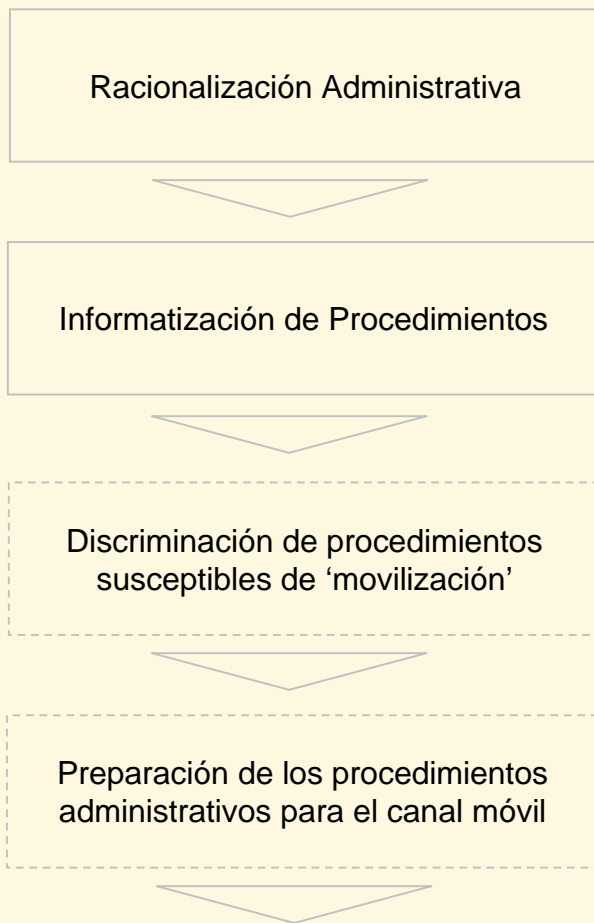 Racionalización Administrativa
Informatización de Procedimientos
Discriminación de procedimientos
susceptibles de ‘movilización’
Preparación de los procedimientos
administrativos para el canal móvil